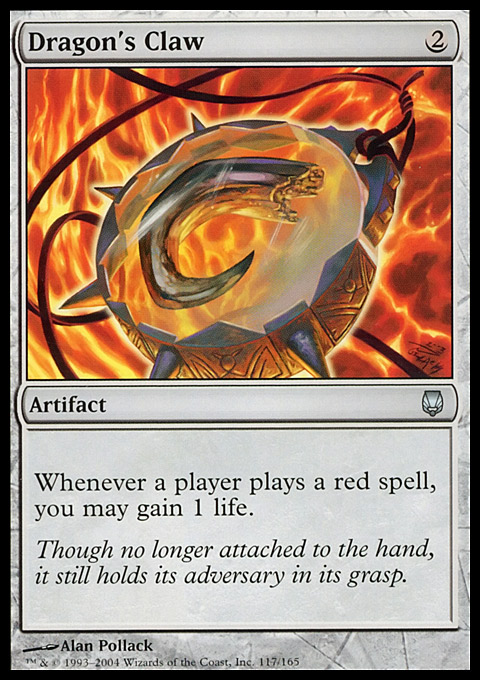 Dragon's Claw
2
Artifact
Whenever a player plays a red spell,
you may gain 1 life.
Though no longer attached to the hand,
it still holds its adversary in its grasp.
Alan Pollack
™ & © 1993–2004 Wizards of the Coast, Inc. 117/165